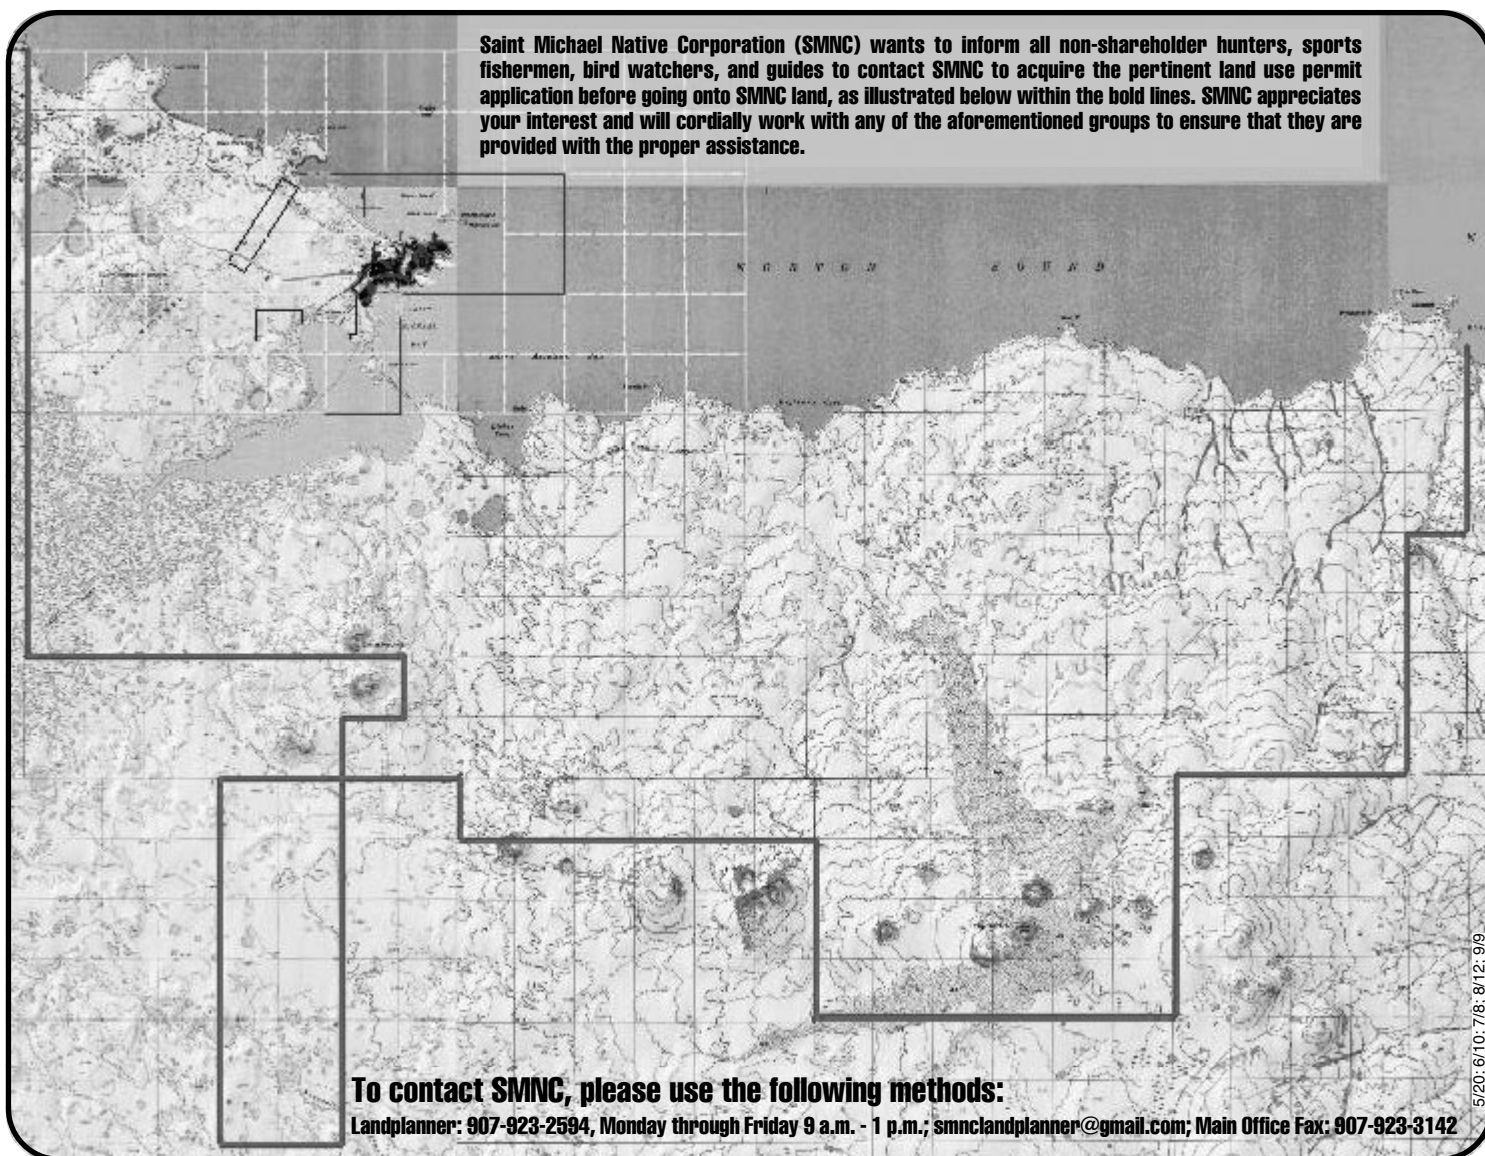 Saint Michael Native Corporation (SMNC) wants to inform all non-shareholder hunters, sports
fishermen, bird watchers, and guides to contact SMNC to acquire the pertinent land use permit
application before going onto SMNC land, as illustrated below within the bold lines. SMNC appreciates
your interest and will cordially work with any of the aforementioned groups to ensure that they are
provided with the proper assistance.
NORTON SOUND
To contact SMNC, please use the following methods:
Landplanner: 907-923-2594, Monday through Friday 9 a.m. - 1 p.m.; smnclandplanner@gmail.com; Main Office Fax: 907-923-3142
5/20; 6/10; 7/8; 8/12; 9/9